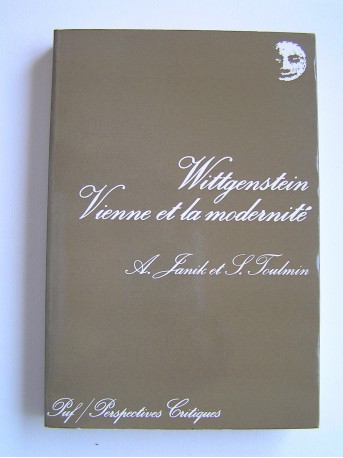 Wittgenstein
Vienne et la modernité
A. Janik et S. Toulmin
Puf / Perspectives Critiques